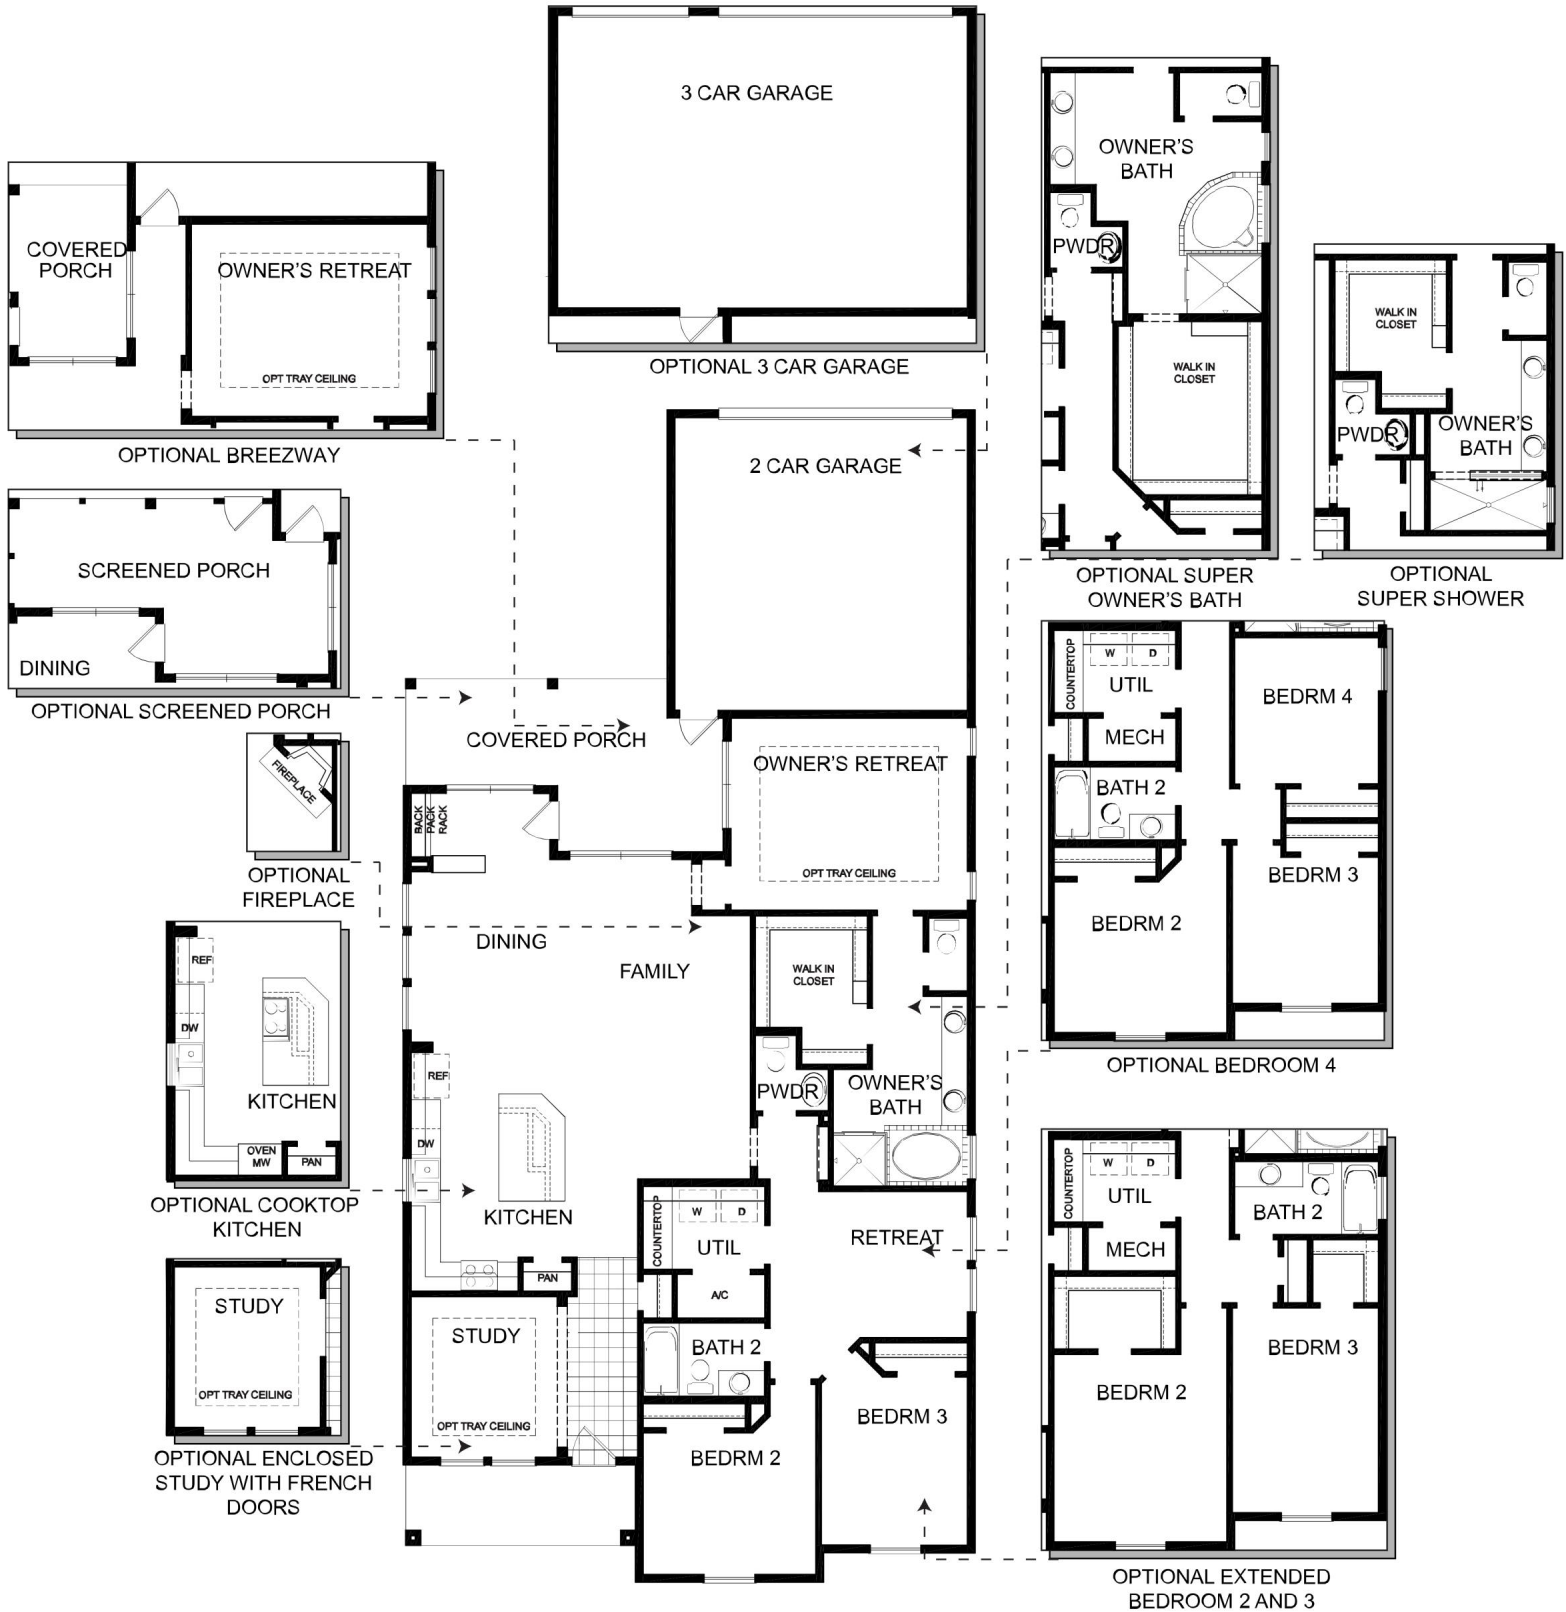 3 CAR GARAGE
OPTIONAL 3 CAR GARAGE
COVERED
PORCH
OWNER'S RETREAT
OPT TRAY CEILING
OPTIONAL BREEZWAY
SCREENED PORCH
DINING
OPTIONAL SCREENED PORCH
FIREPLACE
OPTIONAL
FIREPLACE
REF
DW
KITCHEN
OVEN
MW
PAN
OPTIONAL COOKTOP
KITCHEN
STUDY
OPT TRAY CEILING
OPTIONAL ENCLOSED
STUDY WITH FRENCH
DOORS
2 CAR GARAGE
COVERED PORCH
OWNER'S RETREAT
OPT TRAY CEILING
BACK
PACK
RACK
DINING
FAMILY
WALK IN
CLOSET
REF
PWDR
OWNER'S
BATH
DW
KITCHEN
PAN
COUNTERTOP
W
D
UTIL
A/C
RETREAT
STUDY
OPT TRAY CEILING
BATH 2
BEDRM 2
BEDRM 3
OWNER'S
BATH
PWDR
WALK IN
CLOSET
OPTIONAL SUPER
OWNER'S BATH
WALK IN
CLOSET
PWDR
OWNER'S
BATH
OPTIONAL
SUPER SHOWER
COUNTERTOP
W
D
UTIL
MECH
BATH 2
BEDRM 4
BEDRM 3
BEDRM 2
OPTIONAL BEDROOM 4
COUNTERTOP
W
D
UTIL
MECH
BATH 2
BEDRM 3
BEDRM 2
OPTIONAL EXTENDED
BEDROOM 2 AND 3